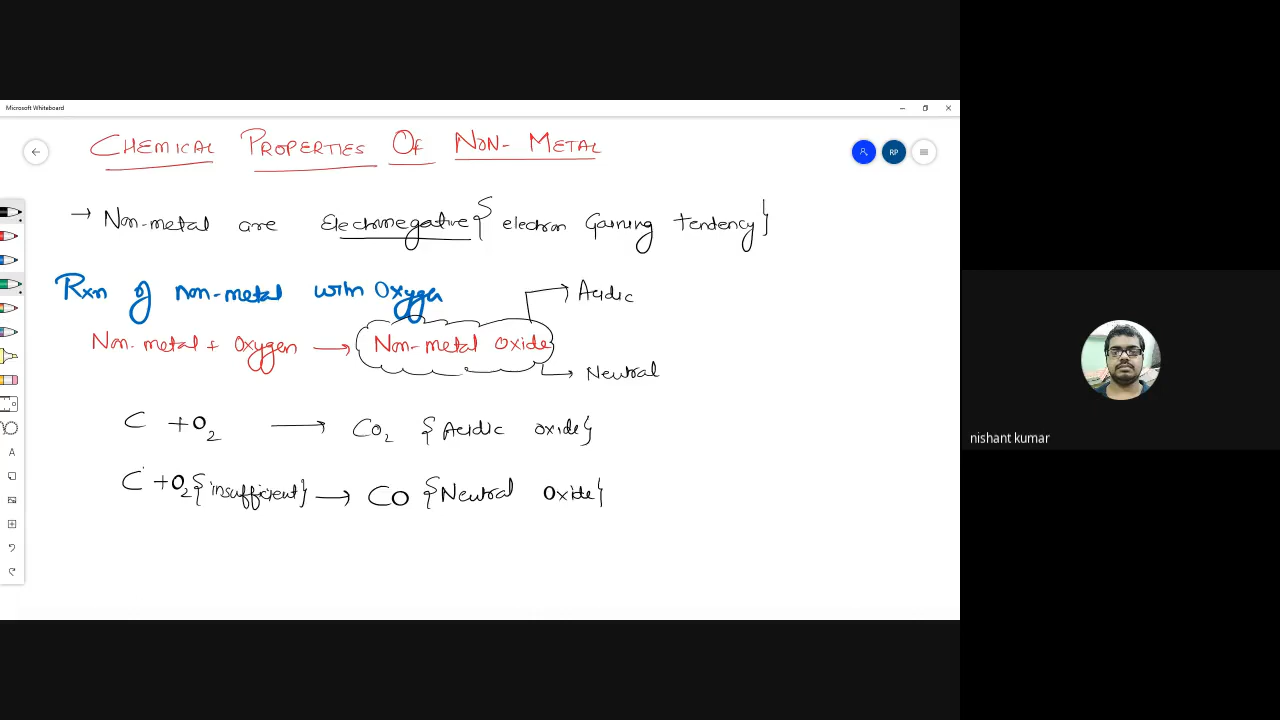 Microsoft Whiteboard
CHEMICAL PROPERTIES OF NON-METAL
RP
→ Non-metal are Electronegative { electron Gaining tendency }
Rxn of non-metal with Oxygen
Acidic
Non-metal + Oxygen → Non-metal Oxide
Neutral
C + O₂ → CO₂ { Acidic oxide }
C + O₂ { insufficient } → CO { Neutral Oxide }
A
nishant kumar